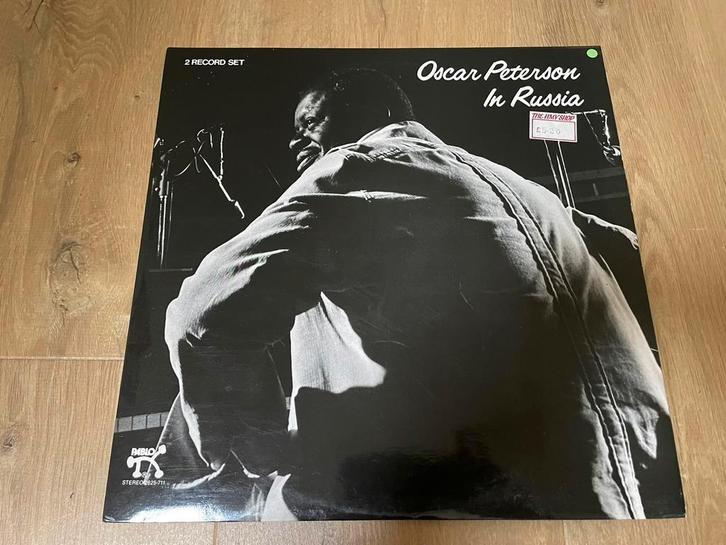 2 RECORD SET
Oscar Peterson
In Russia
THE HMV SHOP
PABLO
STEREO 2625-711